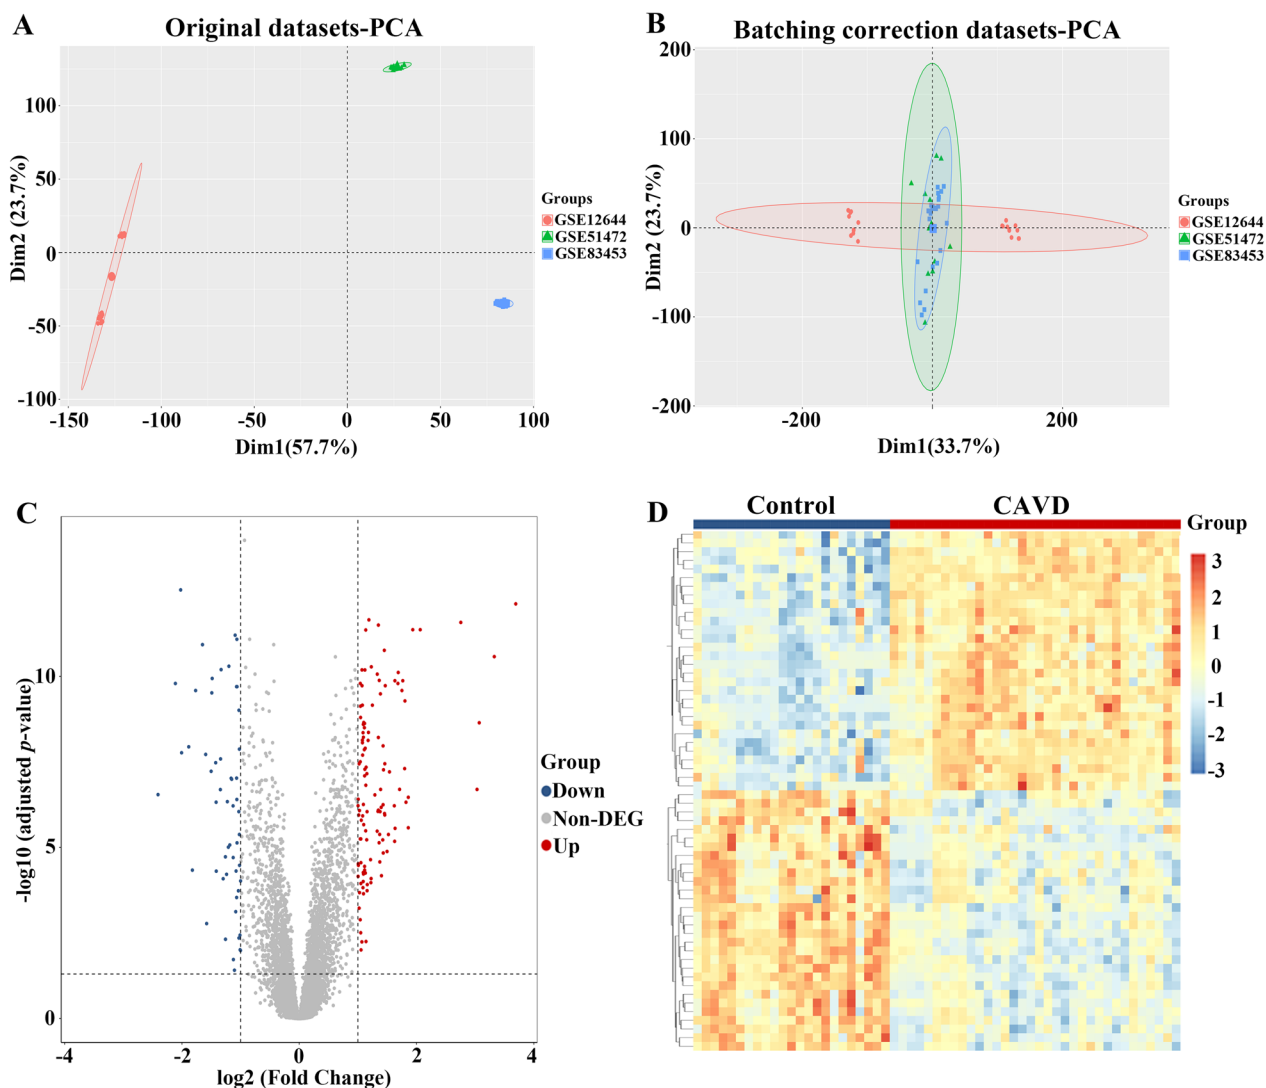 A
Original datasets-PCA
100
50
0
-50
-100
-150
-100
-50
0
50
100
Dim2 (23.7%)
Dim1(57.7%)
Groups
GSE12644
GSE51472
GSE83453
B
Batching correction datasets-PCA
200
100
0
-100
-200
-200
0
200
Dim2 (23.7%)
Dim1(33.7%)
Groups
GSE12644
GSE51472
GSE83453
C
10
5
0
-4
-2
0
2
4
-log10 (adjusted p-value)
log2 (Fold Change)
Group
Down
Non-DEG
Up
D
Control
CAVD
Group
3
2
1
0
-1
-2
-3